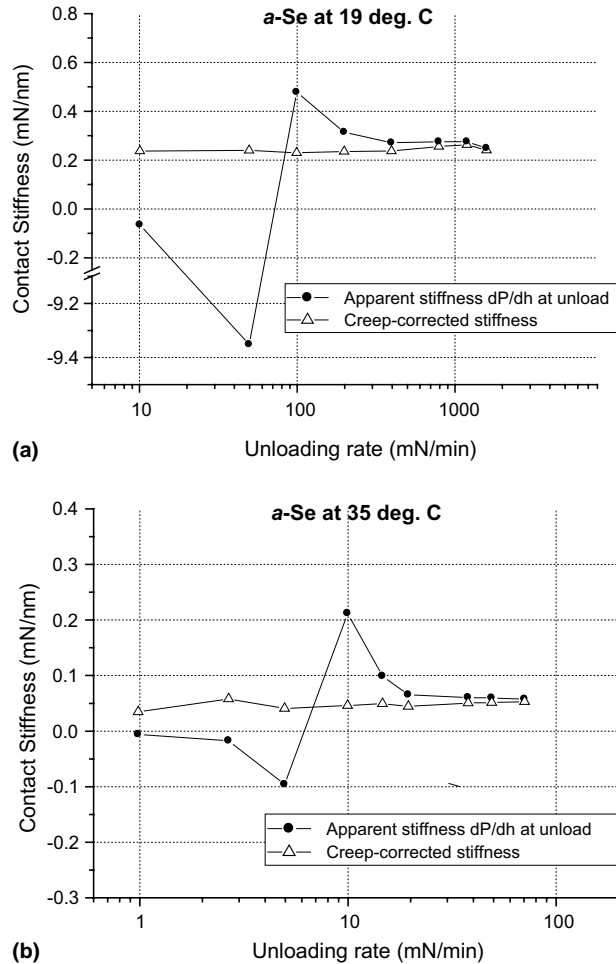 a-Se at 19 deg. C
0.8
0.6
0.4
0.2
0.0
-0.2
-9.2
-9.4
Contact Stiffness (mN/nm)
Apparent stiffness dP/dh at unload
Creep-corrected stiffness
10 100 1000
(a) Unloading rate (mN/min)
a-Se at 35 deg. C
0.4
0.3
0.2
0.1
0.0
-0.1
-0.2
-0.3
Contact Stiffness (mN/nm)
Apparent stiffness dP/dh at unload
Creep-corrected stiffness
1 10 100
(b) Unloading rate (mN/min)